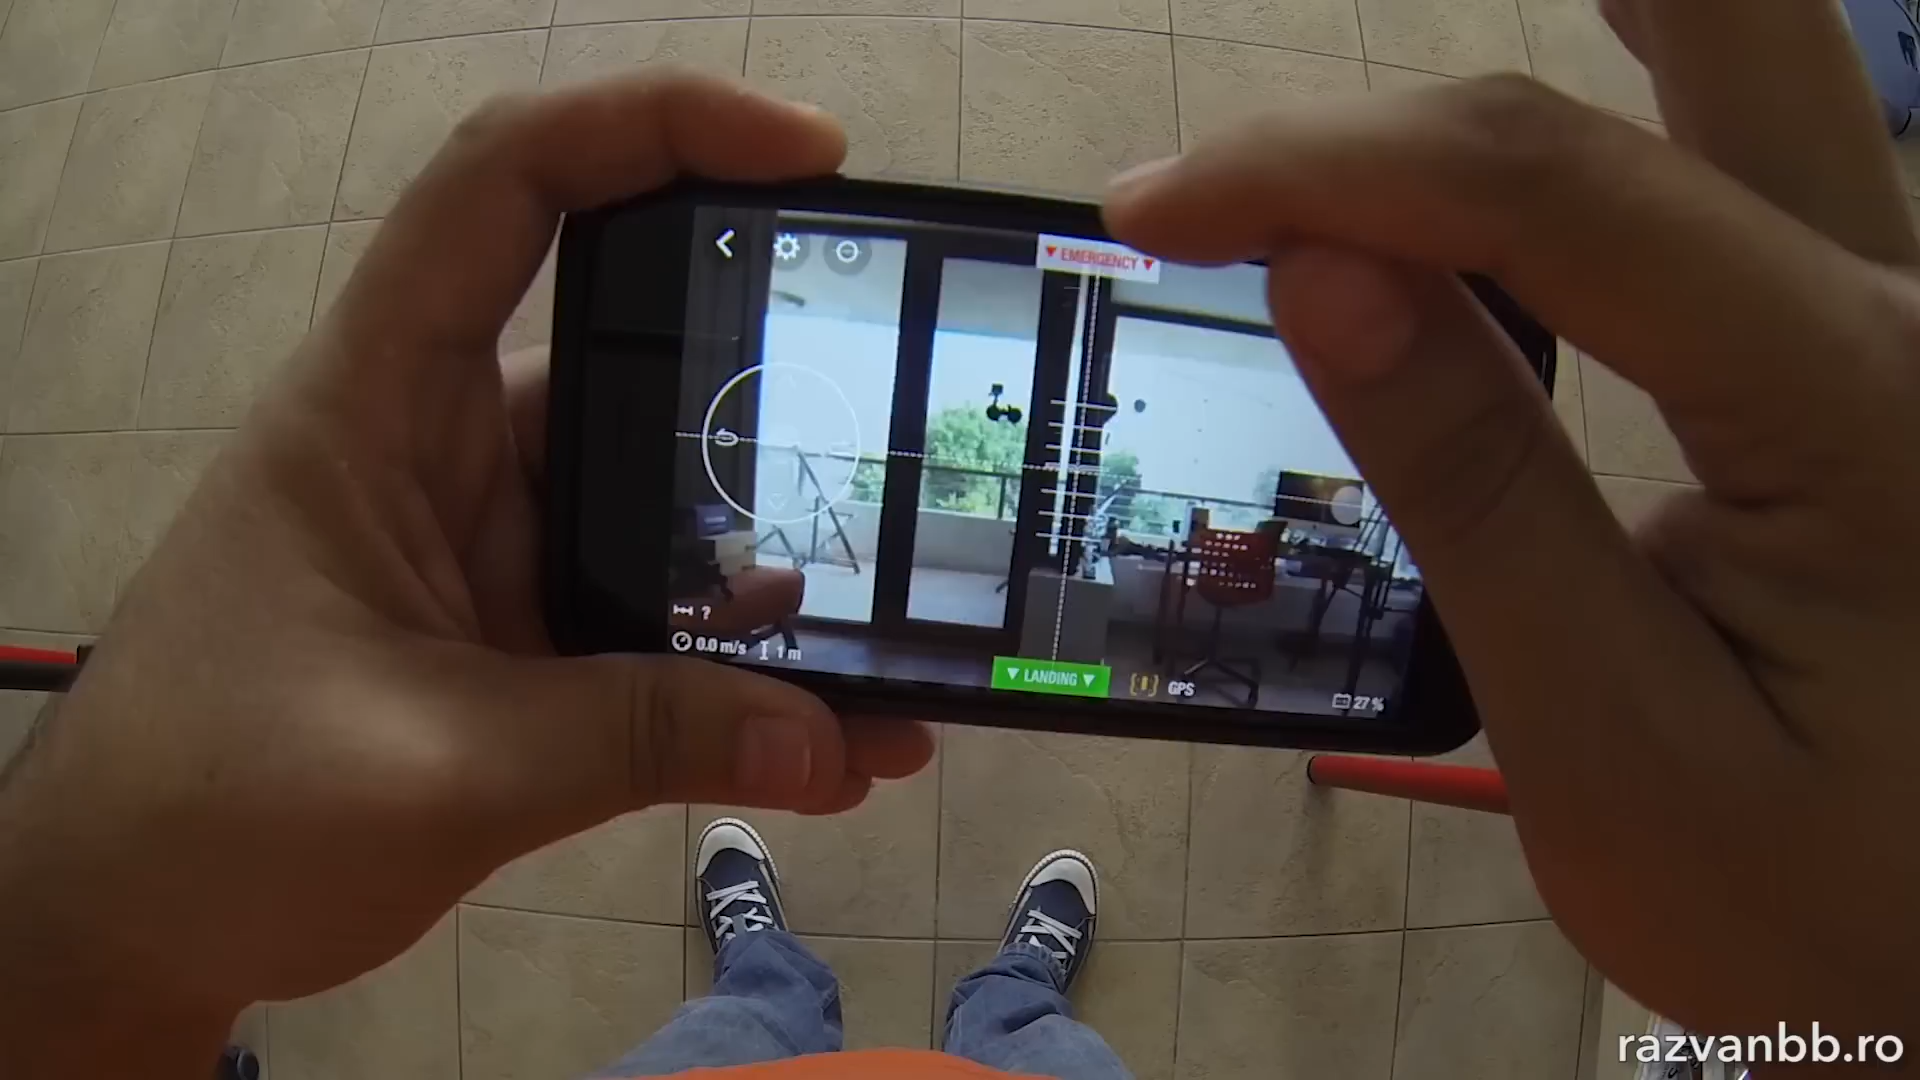 ▼ EMERGENCY ▼
?
0.0 m/s 1 m
▼ LANDING ▼
GPS
27 %
razvanbb.ro